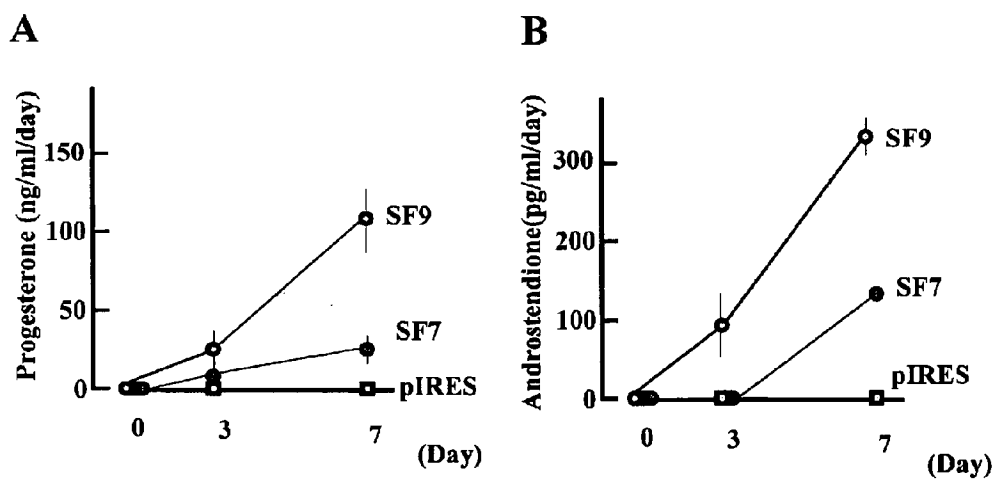 A
Progesterone (ng/ml/day)
150
100
50
0
SF9
SF7
pIRES
0 3 7
(Day)
B
Androstendione(pg/ml/day)
300
200
100
0
SF9
SF7
pIRES
0 3 7
(Day)